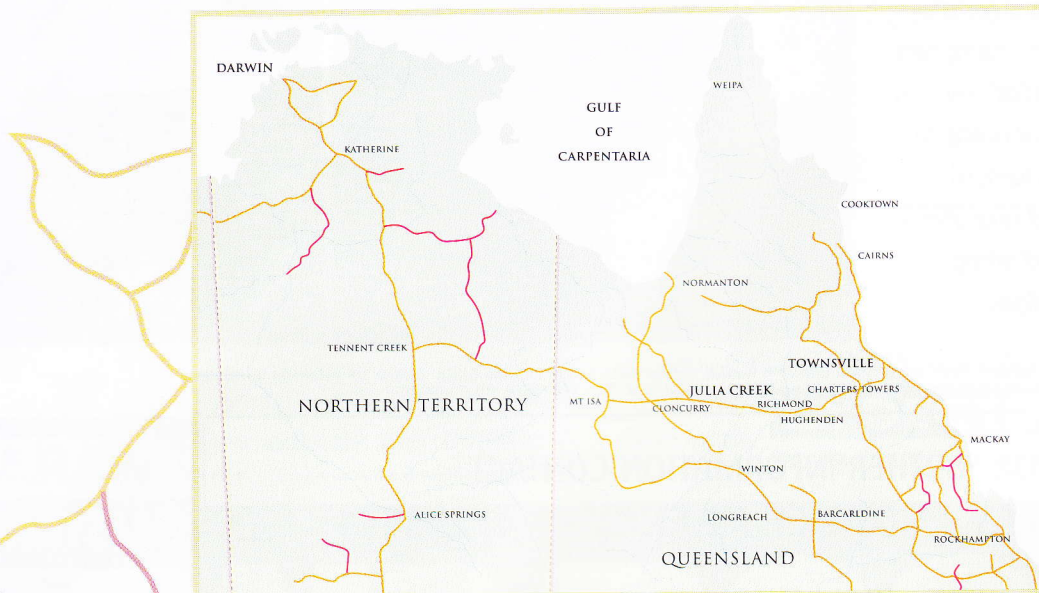 DARWIN
WEIPA
GULF
OF
CARPENTARIA
KATHERINE
COOKTOWN
CAIRNS
NORMANTON
TENNENT CREEK
TOWNSVILLE
JULIA CREEK
CHARTERS TOWERS
NORTHERN TERRITORY
MT ISA
RICHMOND
CLONCURRY
HUGHENDEN
MACKAY
WINTON
ALICE SPRINGS
LONGREACH
BARCARLDINE
ROCKHAMPTON
QUEENSLAND